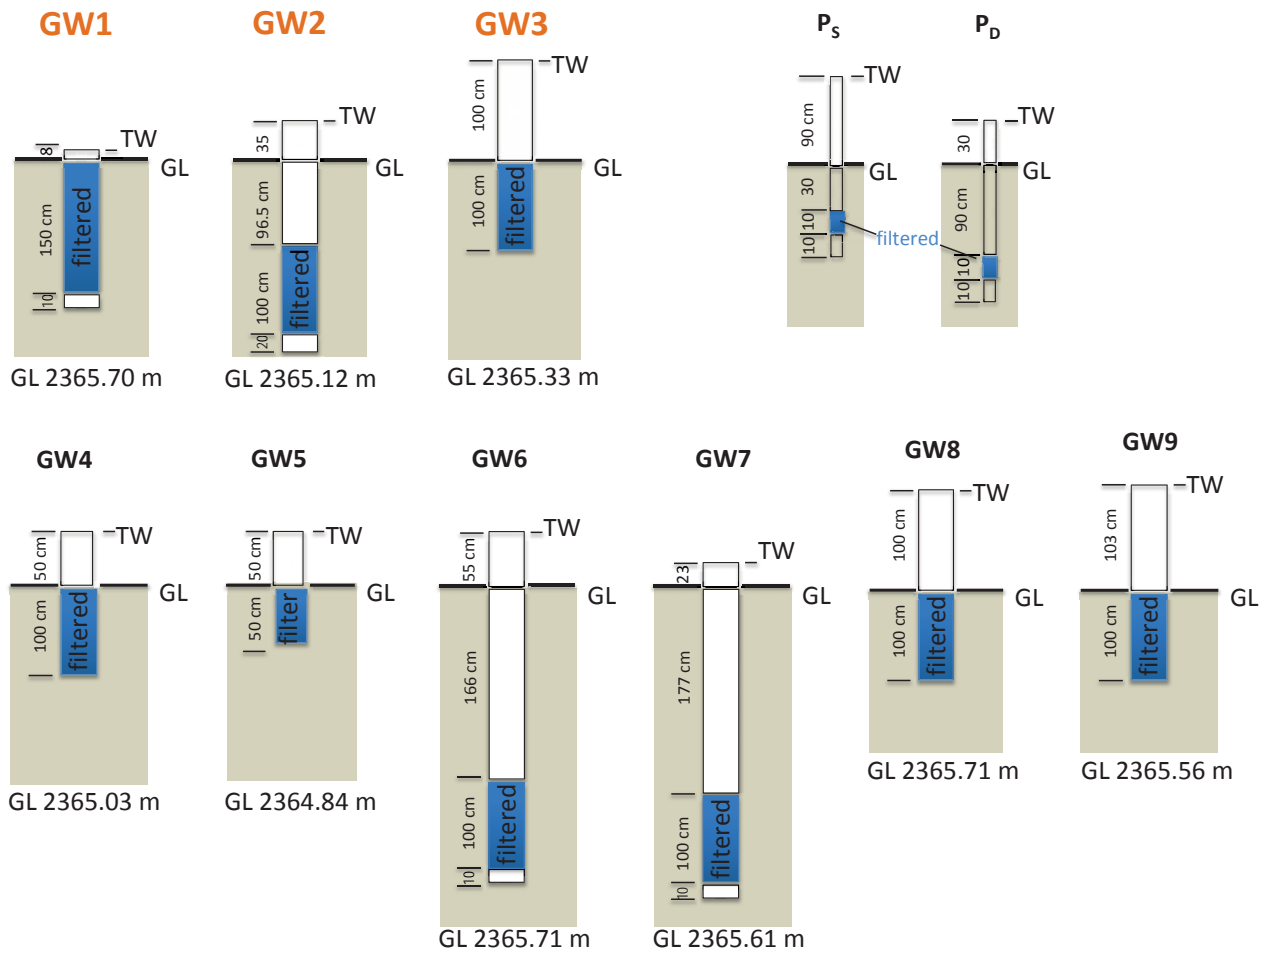 GW1
GW2
GW3
P_S
P_D
TW
GL
8
150 cm
10
filtered
GL 2365.70 m
TW
GL
35
96.5 cm
100 cm
20
filtered
GL 2365.12 m
TW
100 cm
100 cm
filtered
GL 2365.33 m
TW
GL
90 cm
30
10
10
filtered
TW
30
90 cm
10
10
GW4
GW5
GW6
GW7
GW8
GW9
TW
GL
50 cm
100 cm
filtered
GL 2365.03 m
TW
GL
50 cm
50 cm
filter
GL 2364.84 m
TW
GL
55 cm
166 cm
100 cm
10
filtered
GL 2365.71 m
TW
GL
23
177 cm
100 cm
10
filtered
GL 2365.61 m
TW
GL
100 cm
100 cm
filtered
GL 2365.71 m
TW
GL
103 cm
100 cm
filtered
GL 2365.56 m